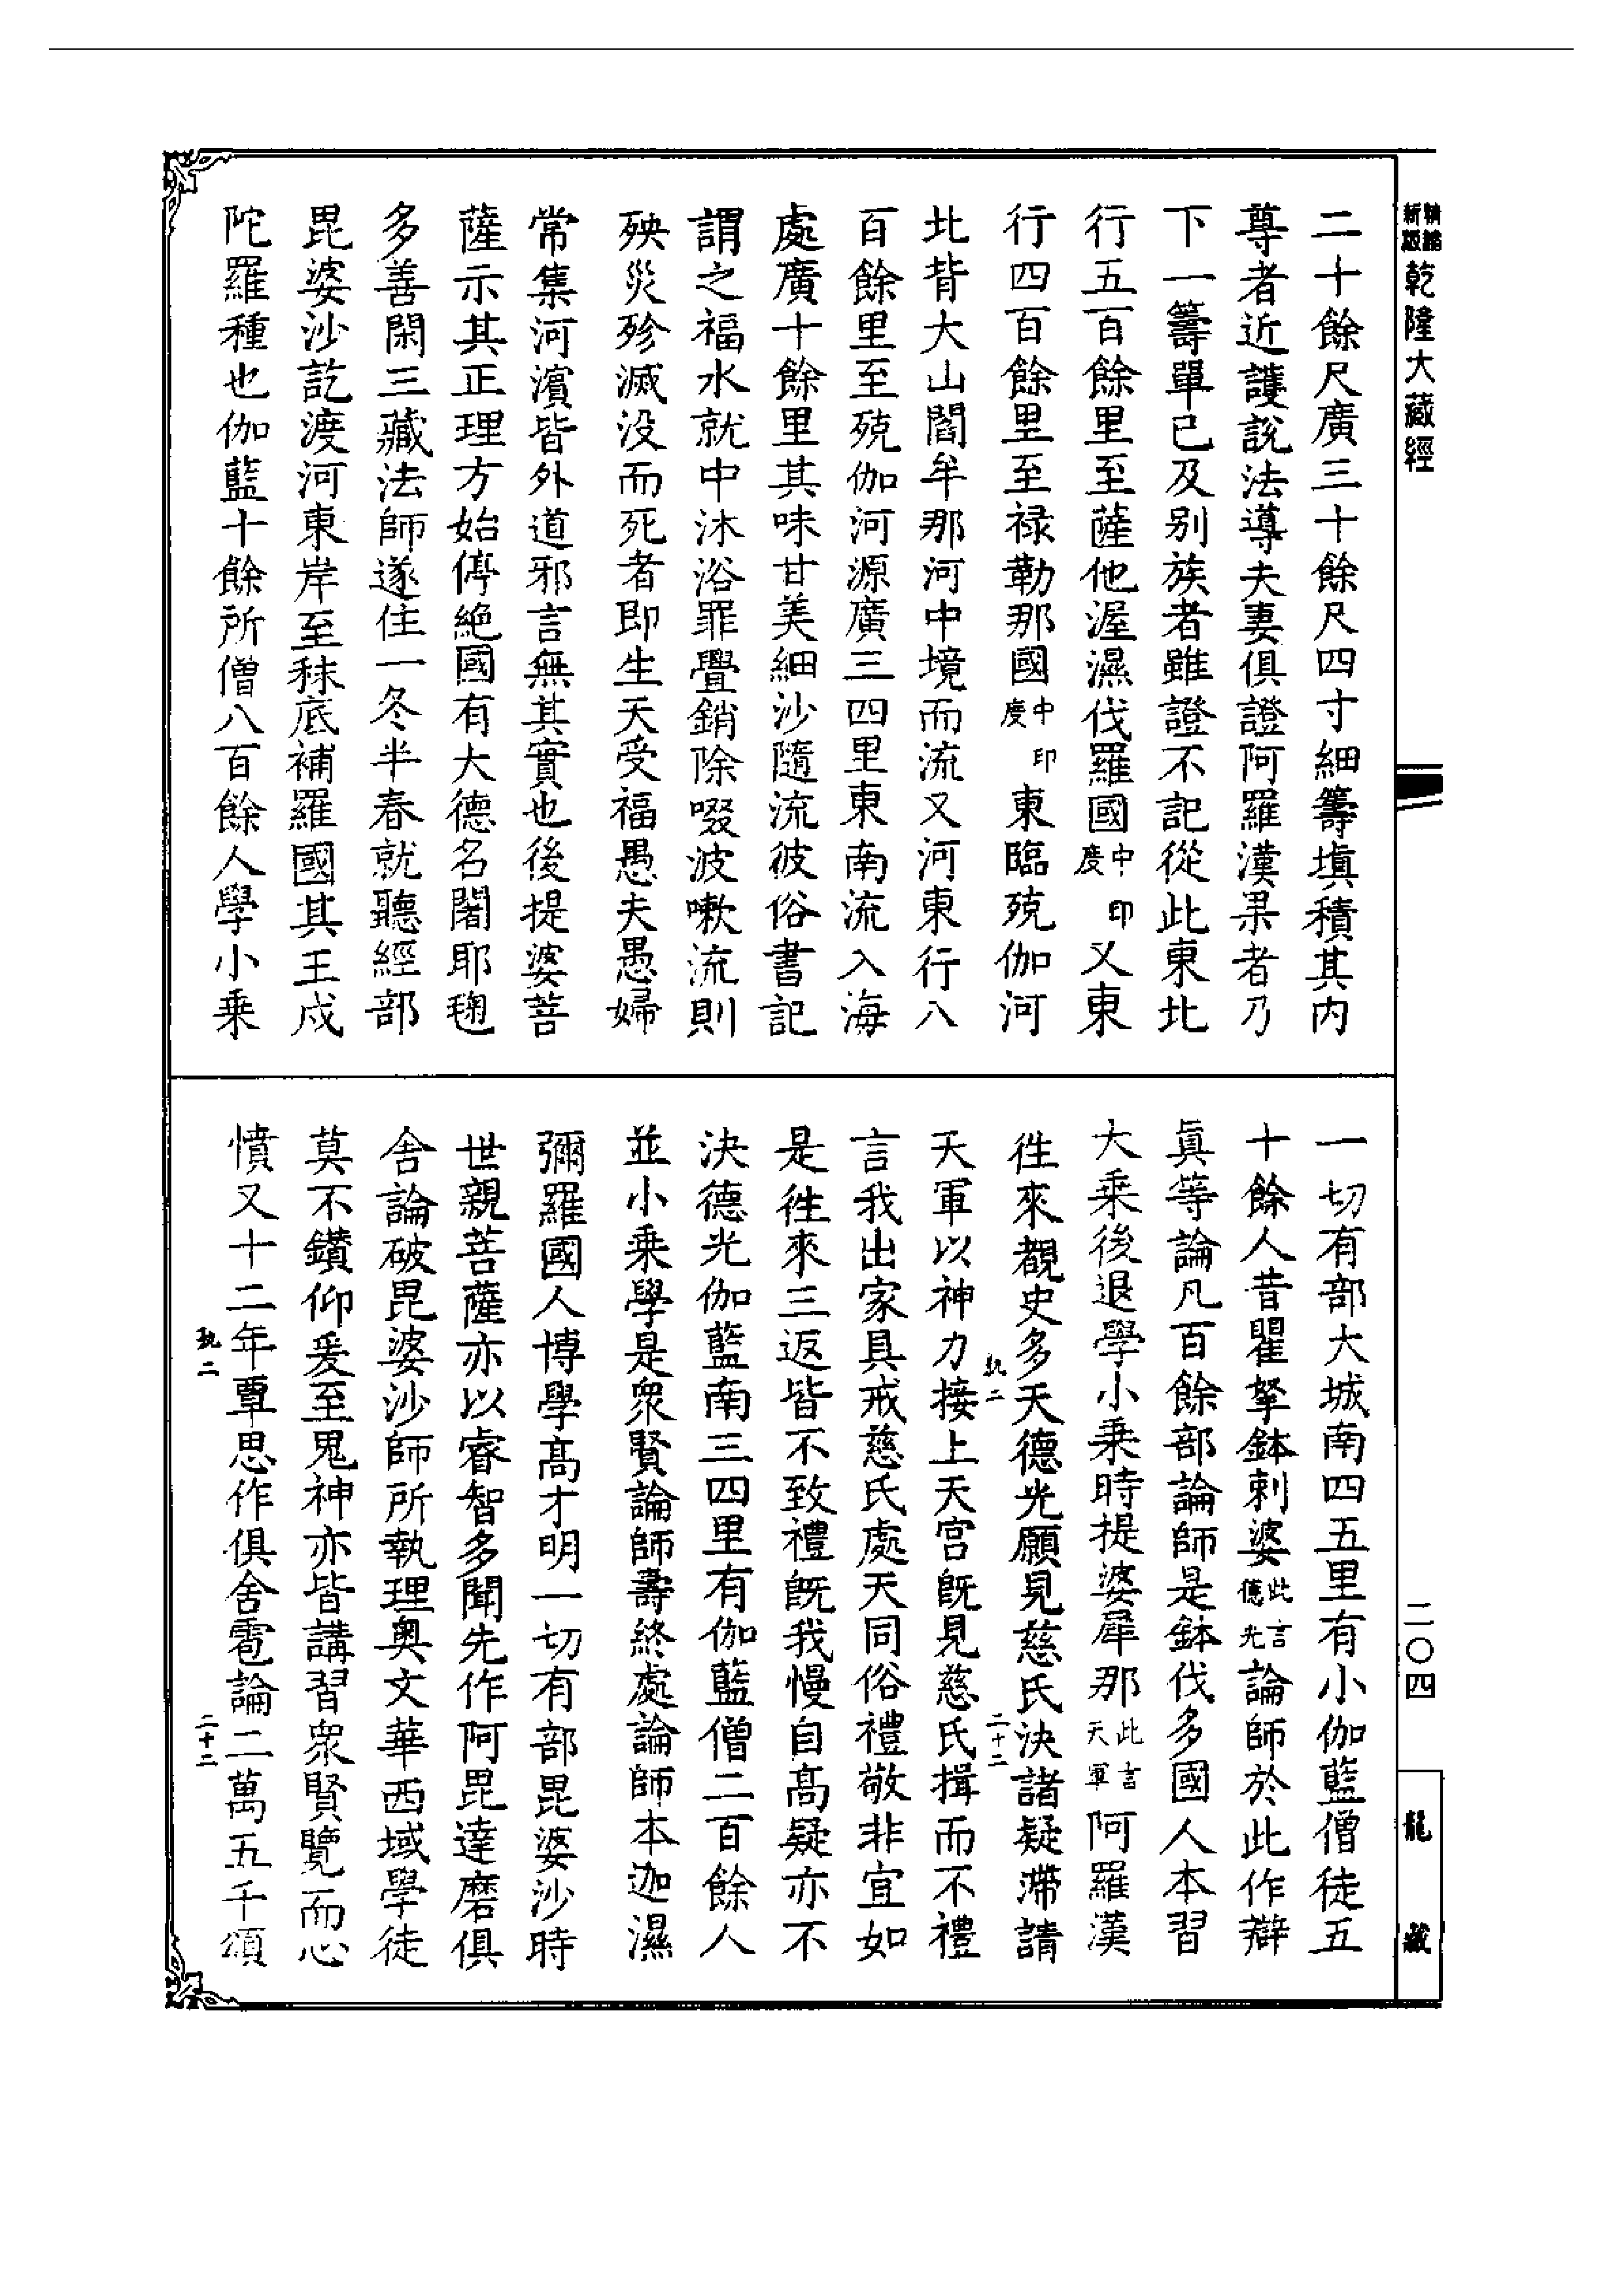 新版精編乾隆大藏經
二十餘尺廣三十餘尺四寸細籌填積其内
尊者近護說法導夫妻俱證阿羅漢果者乃
下一籌單已及别族者雖證不記從此東北
行五百餘里至薩他渥濕伐羅國中印度又東
行四百餘里至禄勒那國中印度東臨殑伽河
北背大山閻牟那河中境而流又河東行八
百餘里至殑伽河源廣三四里東南流入海
處廣十餘里其味甘美細沙隨流彼俗書記
謂之福水就中沐浴罪舋銷除啜波嗽流則
殃災殄滅没而死者即生天受福愚夫愚婦
常集河濱皆外道邪言無其實也後提婆菩
薩示其正理方始停絕國有大德名闍耶毱
多善閑三藏法師遂住一冬半春就聽經部
毘婆沙訖渡河東岸至秣底補羅國其王戍
陀羅種也伽藍十餘所僧八百餘人學小乘
一切有部大城南四五里有小伽藍僧徒五
十餘人昔瞿拏鉢剌婆此言德光論師於此作辯
眞等論凡百餘部論師是鉢伐多國人本習
大乘後退學小乘時提婆犀那此言天軍阿羅漢
往來覩史多天德光願見慈氏決諸疑滯請
天軍以神力接上天宫旣見慈氏揖而不禮
言我出家具戒慈氏處天同俗禮敬非宜如
是往來三返皆不致禮旣我慢自高疑亦不
決德光伽藍南三四里有伽藍僧二百餘人
並小乘學是眾賢論師壽終處論師本迦濕
彌羅國人博學高才明一切有部毘婆沙時
世親菩薩亦以睿智多聞先作阿毘達磨俱
舍論破毘婆沙師所執理奥文華西域學徒
莫不鑚仰爰至鬼神亦皆講習眾賢覽而心
憤又十二年覃思作俱舍雹論二萬五千頌
執二
二十二
執二
二十二
二〇四
龍藏